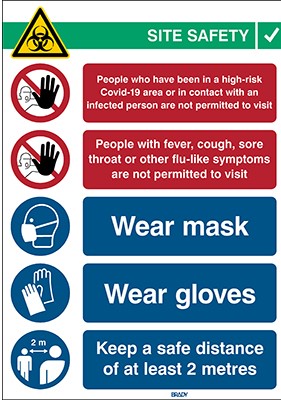 SITE SAFETY
People who have been in a high-risk
Covid-19 area or in contact with an
infected person are not permitted to visit
People with fever, cough, sore
throat or other flu-like symptoms
are not permitted to visit
Wear mask
Wear gloves
2 m
Keep a safe distance
of at least 2 metres
BRADY